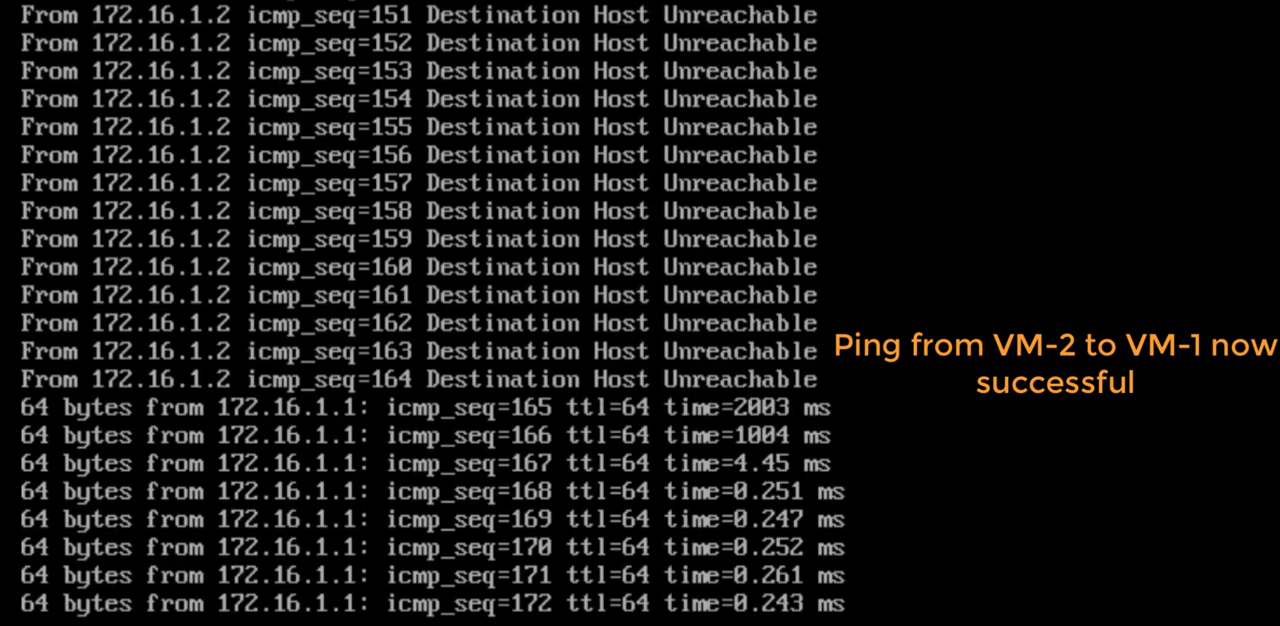 From 172.16.1.2 icmp_seq=151 Destination Host Unreachable
From 172.16.1.2 icmp_seq=152 Destination Host Unreachable
From 172.16.1.2 icmp_seq=153 Destination Host Unreachable
From 172.16.1.2 icmp_seq=154 Destination Host Unreachable
From 172.16.1.2 icmp_seq=155 Destination Host Unreachable
From 172.16.1.2 icmp_seq=156 Destination Host Unreachable
From 172.16.1.2 icmp_seq=157 Destination Host Unreachable
From 172.16.1.2 icmp_seq=158 Destination Host Unreachable
From 172.16.1.2 icmp_seq=159 Destination Host Unreachable
From 172.16.1.2 icmp_seq=160 Destination Host Unreachable
From 172.16.1.2 icmp_seq=161 Destination Host Unreachable
From 172.16.1.2 icmp_seq=162 Destination Host Unreachable
From 172.16.1.2 icmp_seq=163 Destination Host Unreachable
From 172.16.1.2 icmp_seq=164 Destination Host Unreachable
64 bytes from 172.16.1.1: icmp_seq=165 ttl=64 time=2003 ms
64 bytes from 172.16.1.1: icmp_seq=166 ttl=64 time=1004 ms
64 bytes from 172.16.1.1: icmp_seq=167 ttl=64 time=4.45 ms
64 bytes from 172.16.1.1: icmp_seq=168 ttl=64 time=0.251 ms
64 bytes from 172.16.1.1: icmp_seq=169 ttl=64 time=0.247 ms
64 bytes from 172.16.1.1: icmp_seq=170 ttl=64 time=0.252 ms
64 bytes from 172.16.1.1: icmp_seq=171 ttl=64 time=0.261 ms
64 bytes from 172.16.1.1: icmp_seq=172 ttl=64 time=0.243 ms
Ping from VM-2 to VM-1 now
successful